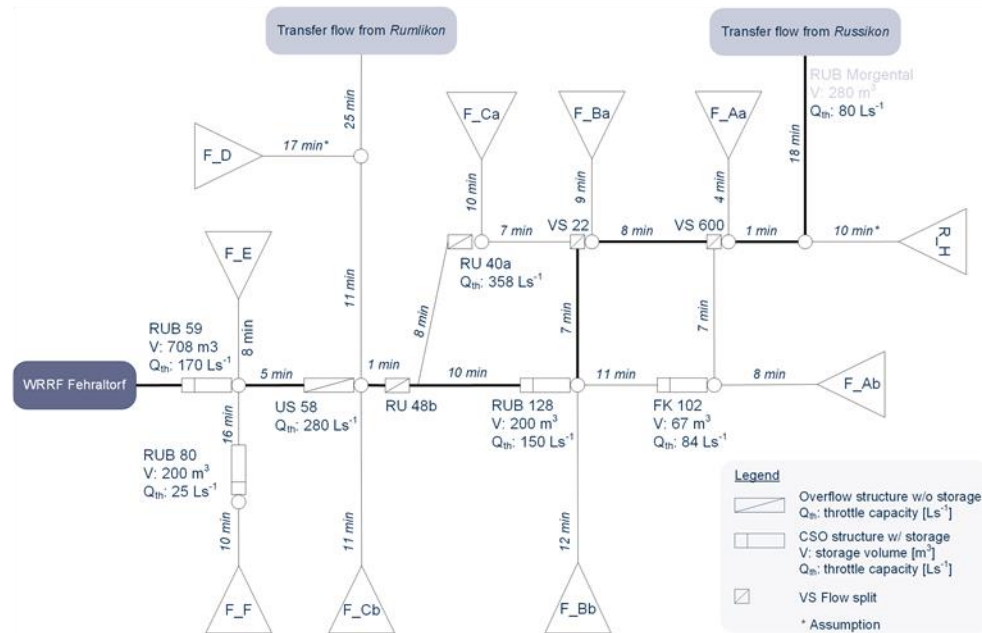 Transfer flow from Rumlikon
Transfer flow from Russikon
RUB Morgental
V: 280 m³
Qth: 80 Ls⁻¹
25 min
18 min
F_Ca
F_Ba
F_Aa
F_D
17 min*
10 min
9 min
4 min
VS 22
VS 600
7 min
8 min
1 min
10 min*
R_H
RU 40a
Qth: 358 Ls⁻¹
F_E
11 min
8 min
7 min
7 min
8 min
RUB 59
V: 708 m3
Qth: 170 Ls⁻¹
WRRF Fehraltorf
5 min
1 min
10 min
11 min
8 min
F_Ab
US 58
Qth: 280 Ls⁻¹
RU 48b
RUB 128
V: 200 m³
Qth: 150 Ls⁻¹
FK 102
V: 67 m³
Qth: 84 Ls⁻¹
16 min
RUB 80
V: 200 m³
Qth: 25 Ls⁻¹
10 min
11 min
12 min
F_F
F_Cb
F_Bb
Legend
Overflow structure w/o storage
Qth: throttle capacity [Ls⁻¹]
CSO structure w/ storage
V: storage volume [m³]
Qth: throttle capacity [Ls⁻¹]
VS Flow split
* Assumption